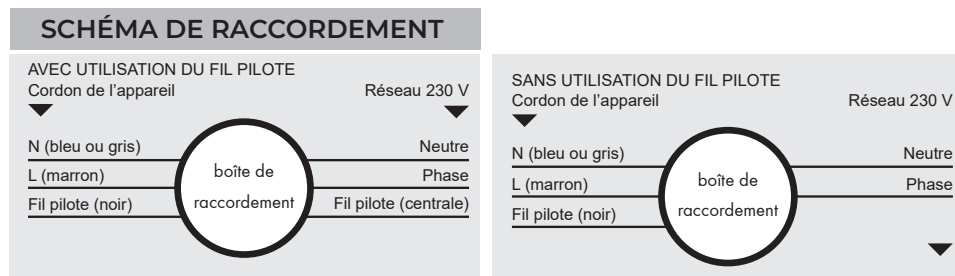 SCHÉMA DE RACCORDEMENT
AVEC UTILISATION DU FIL PILOTE
Cordon de l'appareil
Réseau 230 V
N (bleu ou gris)
Neutre
L (marron)
Phase
Fil pilote (noir)
Fil pilote (centrale)
boîte de
raccordement
SANS UTILISATION DU FIL PILOTE
Cordon de l'appareil
Réseau 230 V
N (bleu ou gris)
Neutre
L (marron)
Phase
Fil pilote (noir)
boîte de
raccordement